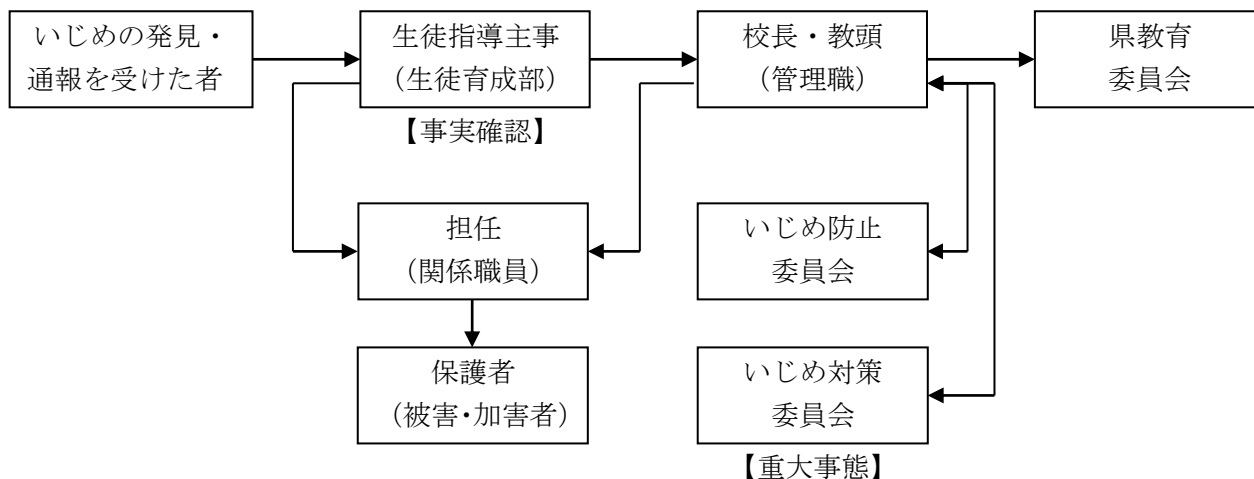 いじめの発見・
通報を受けた者
生徒指導主事
（生徒育成部）
【事実確認】
校長・教頭
（管理職）
県教育
委員会
担任
（関係職員）
いじめ防止
委員会
保護者
（被害・加害者）
いじめ対策
委員会
【重大事態】